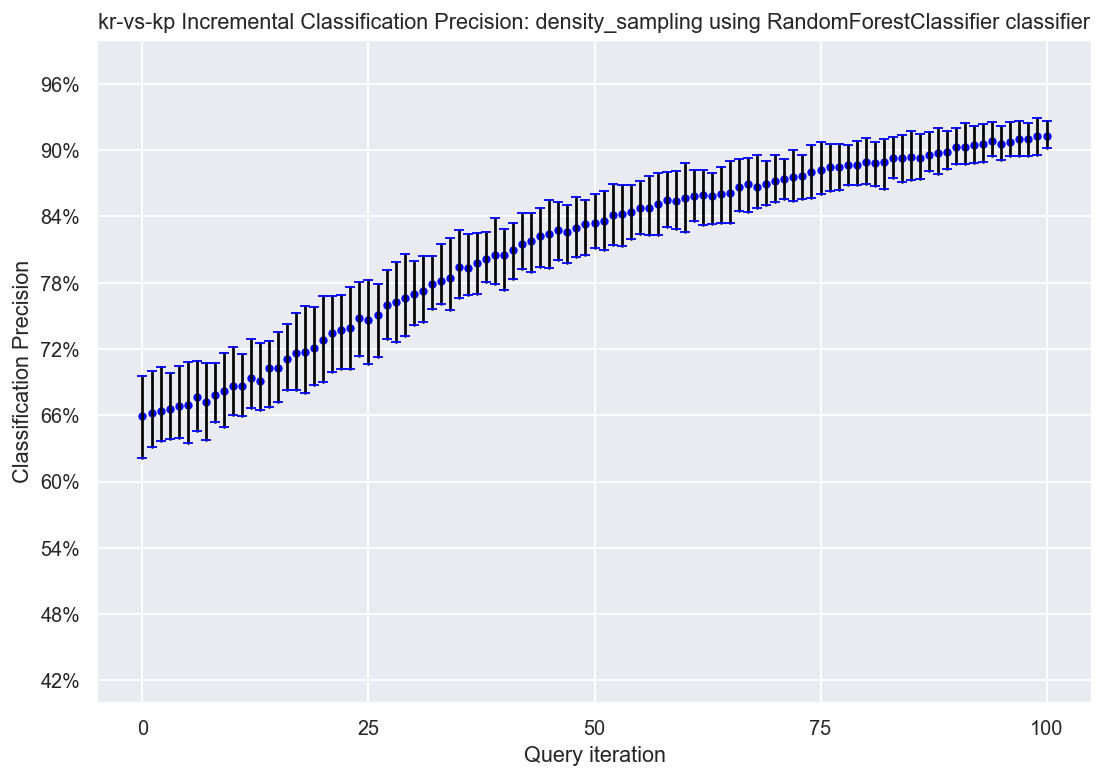 kr-vs-kp Incremental Classification Precision: density_sampling using RandomForestClassifier classifier
96%
90%
84%
78%
72%
66%
60%
54%
48%
42%
Classification Precision
0 25 50 75 100
Query iteration